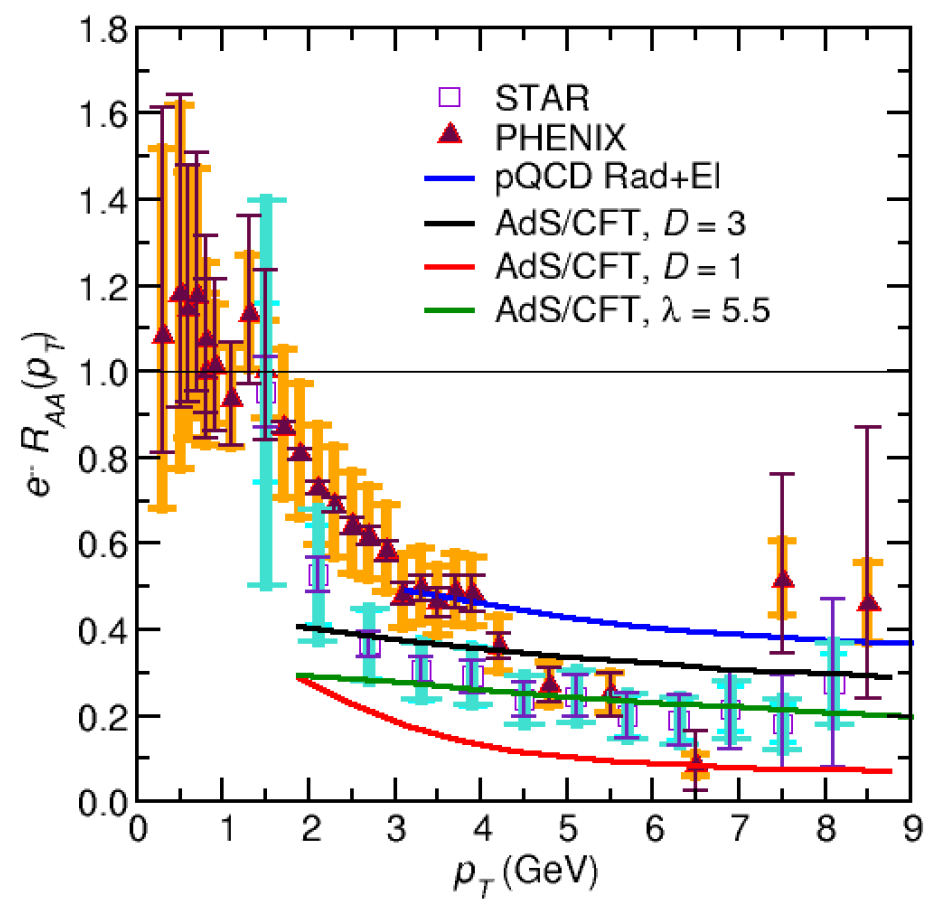 1.8
1.6
1.4
1.2
1.0
0.8
0.6
0.4
0.2
0.0
e⁻ R_AA(p_T)
STAR
PHENIX
pQCD Rad+El
AdS/CFT, D = 3
AdS/CFT, D = 1
AdS/CFT, λ = 5.5
0 1 2 3 4 5 6 7 8 9
p_T (GeV)